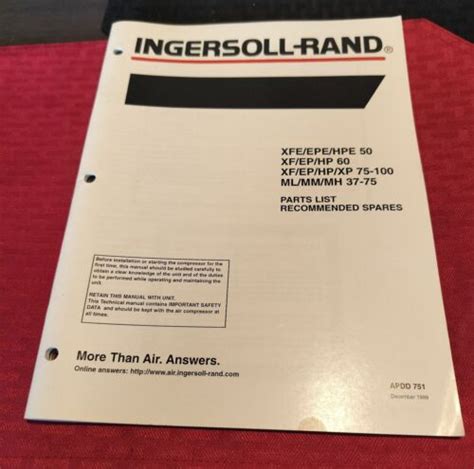 INGERSOLL-RAND®
XFE/EPE/HPE 50
XF/EP/HP 60
XF/EP/HP/XP 75-100
ML/MM/MH 37-75
PARTS LIST
RECOMMENDED SPARES
Before installation or starting the compressor for the
first time, this manual should be studied carefully to
obtain a clear knowledge of the unit and of the duties
to be performed while operating and maintaining the
unit.
RETAIN THIS MANUAL WITH UNIT.
This Technical manual contains IMPORTANT SAFETY
DATA and should be kept with the air compressor at
all times.
More Than Air. Answers.
Online answers: http://www.air.ingersoll-rand.com
APDD 751
December 1999